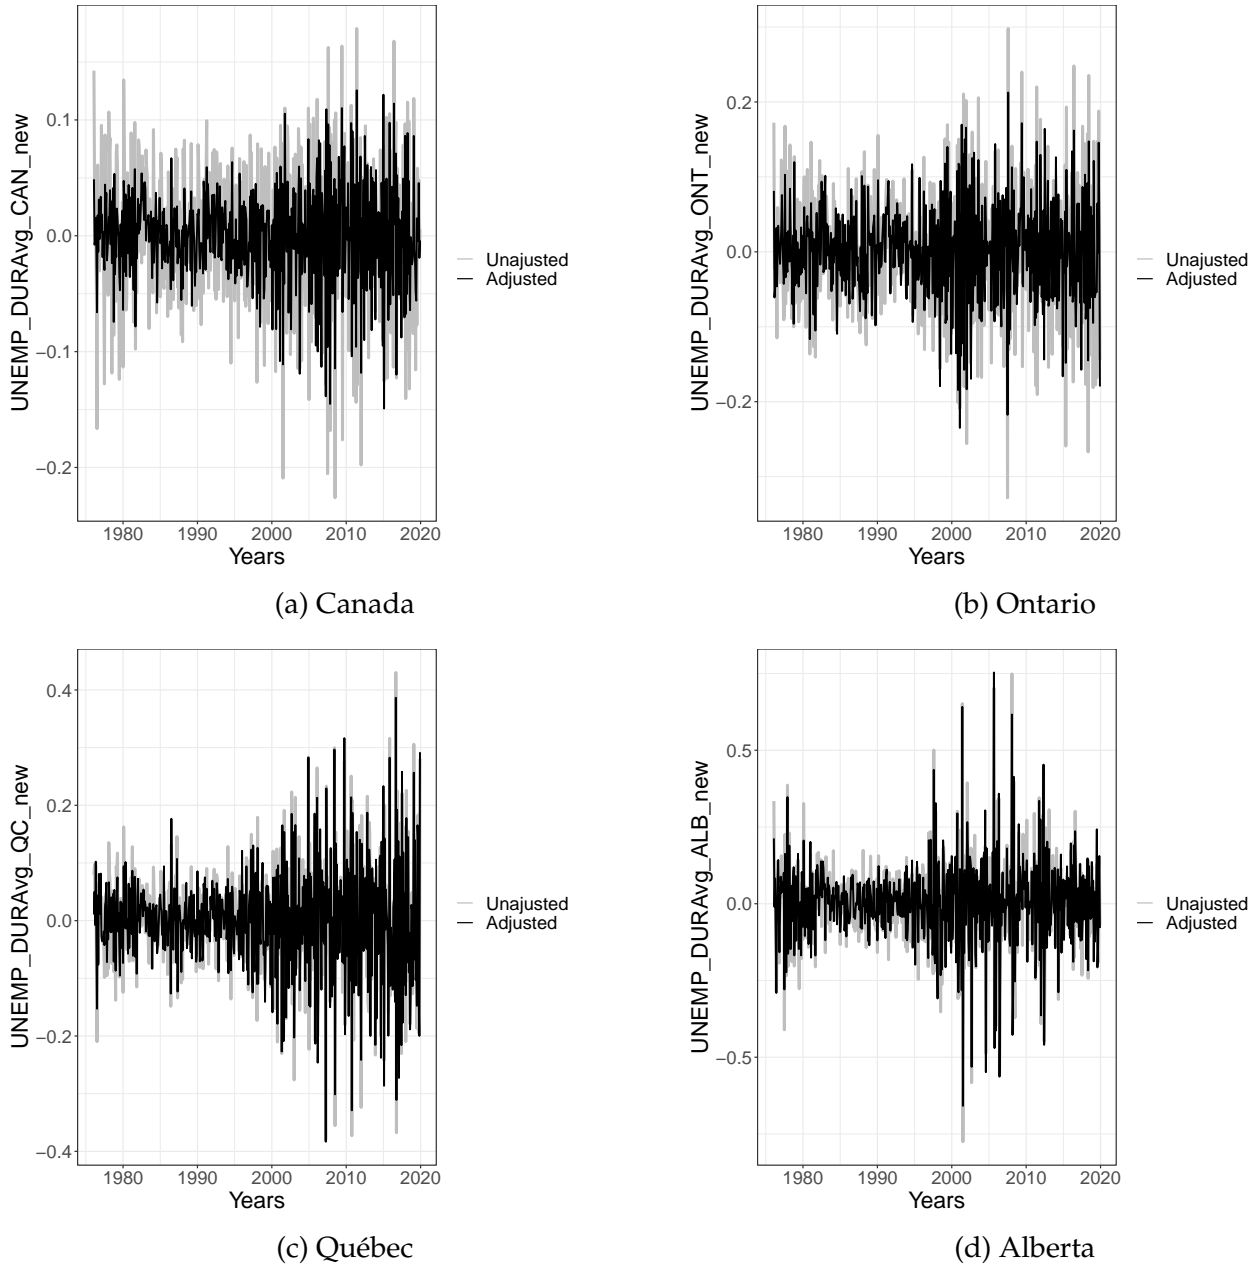 0.1
0.0
−0.1
−0.2
UNEMP_DURAvg_CAN_new
1980 1990 2000 2010 2020
Years
Unajusted
Adjusted
(a) Canada
0.2
0.0
−0.2
UNEMP_DURAvg_ONT_new
1980 1990 2000 2010 2020
Years
Unajusted
Adjusted
(b) Ontario
0.4
0.2
0.0
−0.2
−0.4
UNEMP_DURAvg_QC_new
1980 1990 2000 2010 2020
Years
Unajusted
Adjusted
(c) Québec
0.5
0.0
−0.5
UNEMP_DURAvg_ALB_new
1980 1990 2000 2010 2020
Years
Unajusted
Adjusted
(d) Alberta